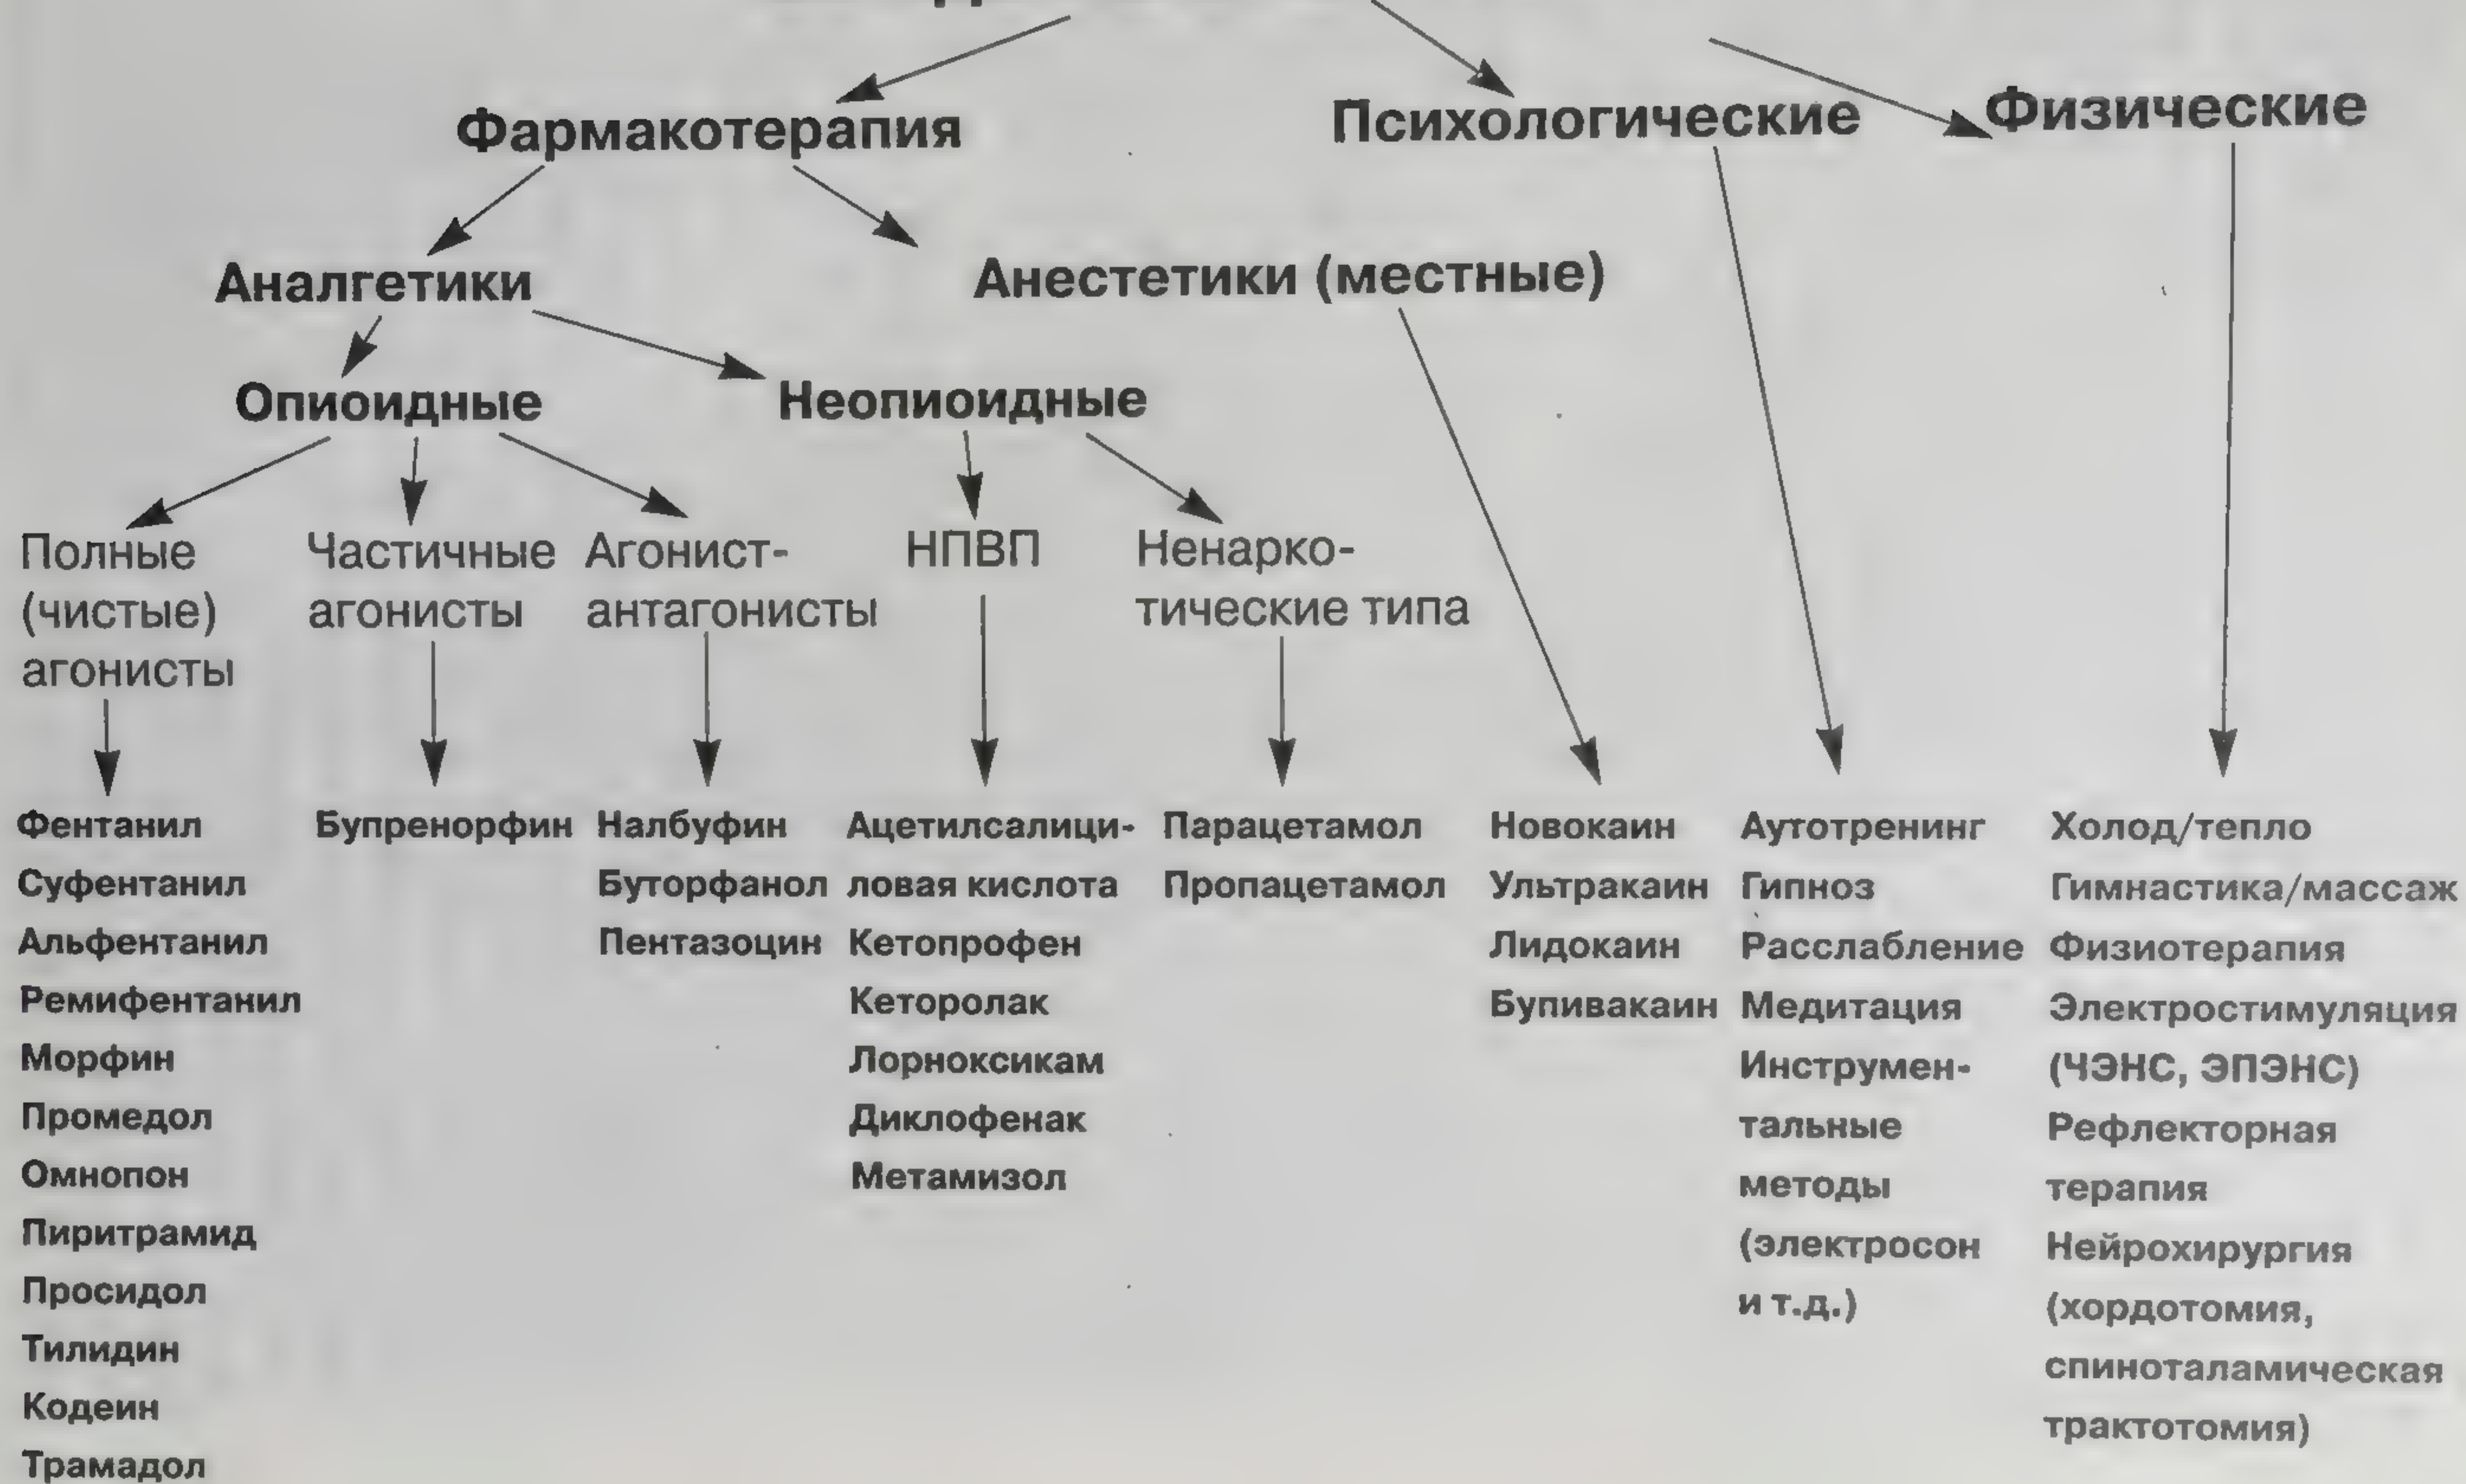 Фармакотерапия
Психологические
Физические
Аналгетики
Анестетики (местные)
Опиоидные
Неопиоидные
Полные
(чистые)
агонисты
Частичные
агонисты
Агонист-
антагонисты
НПВП
Ненарко-
тические типа
Фентанил
Суфентанил
Альфентанил
Ремифентанил
Морфин
Промедол
Омнопон
Пиритрамид
Просидол
Тилидин
Кодеин
Трамадол
Бупренорфин
Налбуфин
Буторфанол
Пентазоцин
Ацетилсалици-
ловая кислота
Кетопрофен
Кеторолак
Лорноксикам
Диклофенак
Метамизол
Парацетамол
Пропацетамол
Новокаин
Ультракаин
Лидокаин
Бупивакаин
Аутотренинг
Гипноз
Расслабление
Медитация
Инструмен-
тальные
методы
(электросон
и т.д.)
Холод/тепло
Гимнастика/массаж
Физиотерапия
Электростимуляция
(ЧЭНС, ЭПЭНС)
Рефлекторная
терапия
Нейрохирургия
(хордотомия,
спиноталамическая
трактотомия)